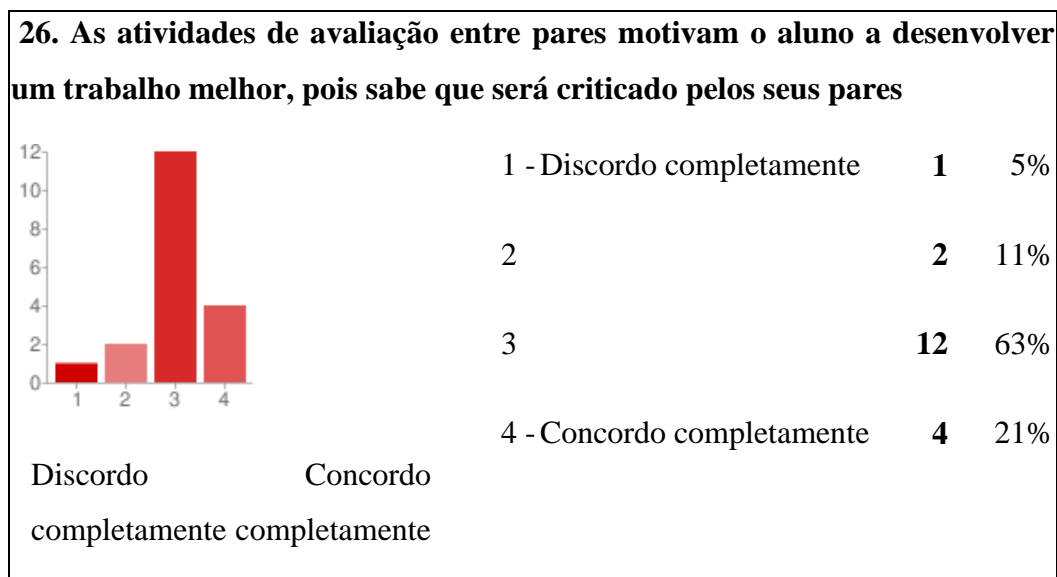 26. As atividades de avaliação entre pares motivam o aluno a desenvolver
um trabalho melhor, pois sabe que será criticado pelos seus pares
12
10
8
6
4
2
0
1 2 3 4
Discordo Concordo
completamente completamente
1 - Discordo completamente 1 5%
2 2 11%
3 12 63%
4 - Concordo completamente 4 21%